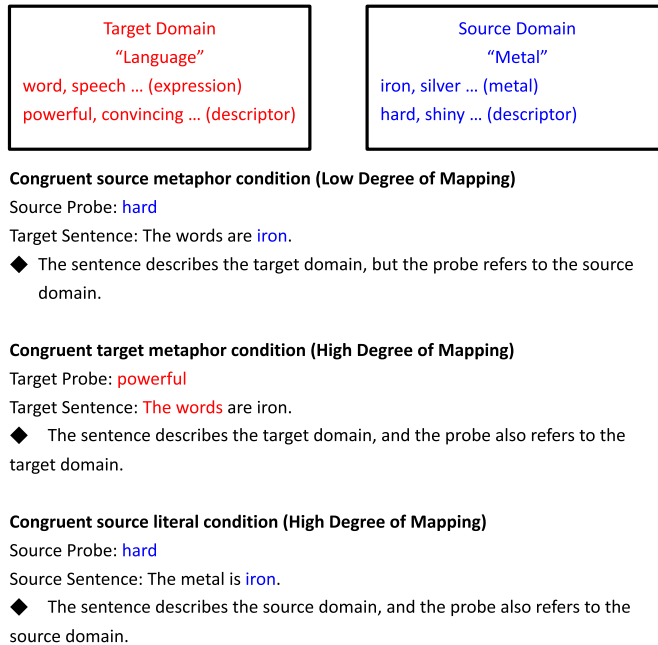 Target Domain
“Language”
word, speech ... (expression)
powerful, convincing ... (descriptor)
Source Domain
“Metal”
iron, silver ... (metal)
hard, shiny ... (descriptor)
Congruent source metaphor condition (Low Degree of Mapping)
Source Probe: hard
Target Sentence: The words are iron.
◆ The sentence describes the target domain, but the probe refers to the source
domain.
Congruent target metaphor condition (High Degree of Mapping)
Target Probe: powerful
Target Sentence: The words are iron.
◆ The sentence describes the target domain, and the probe also refers to the
target domain.
Congruent source literal condition (High Degree of Mapping)
Source Probe: hard
Source Sentence: The metal is iron.
◆ The sentence describes the source domain, and the probe also refers to the
source domain.